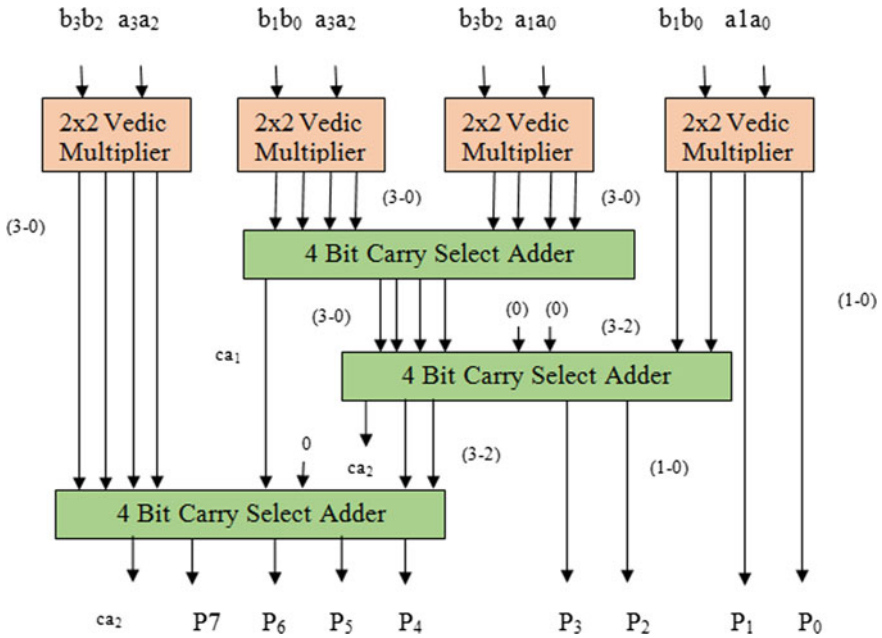 b₃b₂ a₃a₂ b₁b₀ a₃a₂ b₃b₂ a₁a₀ b₁b₀ a1a₀
2x2 Vedic Multiplier
2x2 Vedic Multiplier
2x2 Vedic Multiplier
2x2 Vedic Multiplier
(3-0)
(3-0)
(3-0)
4 Bit Carry Select Adder
(3-0)
(0) (0)
(3-2)
(1-0)
ca₁
4 Bit Carry Select Adder
0
ca₂
(3-2)
(1-0)
4 Bit Carry Select Adder
ca₂ P7 P₆ P₅ P₄ P₃ P₂ P₁ P₀